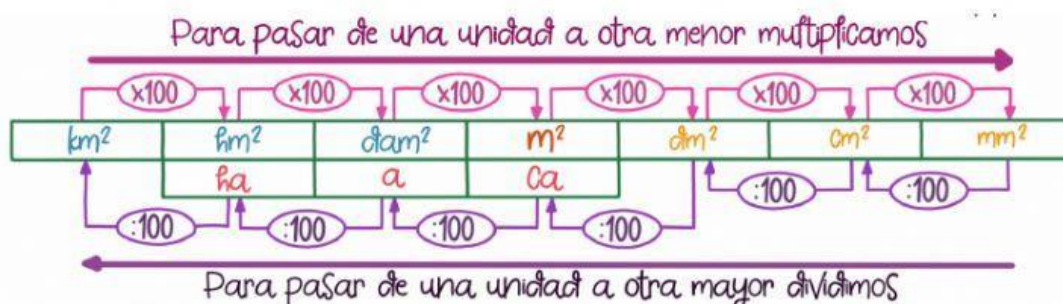 Para pasar de una unidad a otra menor multiplicamos
x100 x100 x100 x100 x100 x100
km² hm² dam² m² dm² cm² mm²
ha a ca
:100 :100 :100 :100 :100 :100
Para pasar de una unidad a otra mayor dividimos